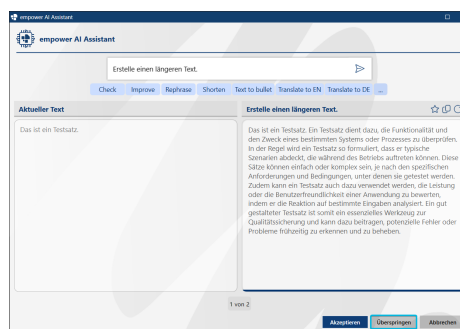 empower AI Assistant
empower AI Assistant
Erstelle einen längeren Text.
Check Improve Rephrase Shorten Text to bullet Translate to EN Translate to DE ...
Aktueller Text
Das ist ein Testsatz.
Erstelle einen längeren Text.
Das ist ein Testsatz. Ein Testsatz dient dazu, die Funktionalität und
den Zweck eines bestimmten Systems oder Prozesses zu überprüfen.
In der Regel wird ein Testsatz so formuliert, dass er typische
Szenarien abdeckt, die während des Betriebs auftreten können. Diese
Sätze können einfach oder komplex sein, je nach den spezifischen
Anforderungen und Bedingungen, unter denen sie getestet werden.
Zudem kann ein Testsatz auch dazu verwendet werden, die Leistung
oder die Benutzerfreundlichkeit einer Anwendung zu bewerten,
indem er die Reaktion auf bestimmte Eingaben analysiert. Ein gut
gestalteter Testsatz ist somit ein essenzielles Werkzeug zur
Qualitätssicherung und kann dazu beitragen, potenzielle Fehler oder
Probleme frühzeitig zu erkennen und zu beheben.
1 von 2
Akzeptieren Überspringen Abbrechen